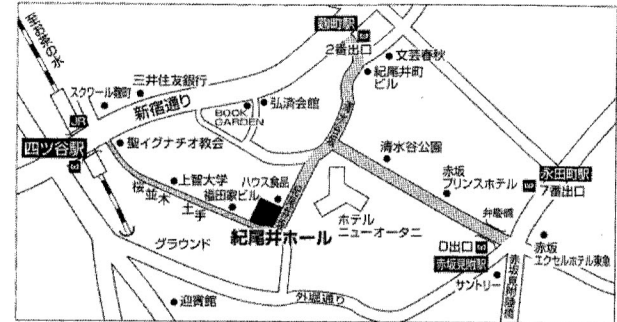 至お茶の水
麹町駅
2番出口
文芸春秋
紀尾井町
ビル
三井住友銀行
スクワール麹町
新宿通り
BOOK
GARDEN
弘済会館
JR
四ツ谷駅
聖イグナチオ教会
清水谷公園
上智大学
ハウス食品
福田家ビル
桜並木
土手
赤坂
プリンスホテル
永田町駅
7番出口
弁慶橋
グラウンド
紀尾井ホール
ホテル
ニューオータニ
D出口
赤坂見附駅
赤坂
エクセルホテル東急
サントリー
赤坂見附陸橋
迎賓館
外堀通り